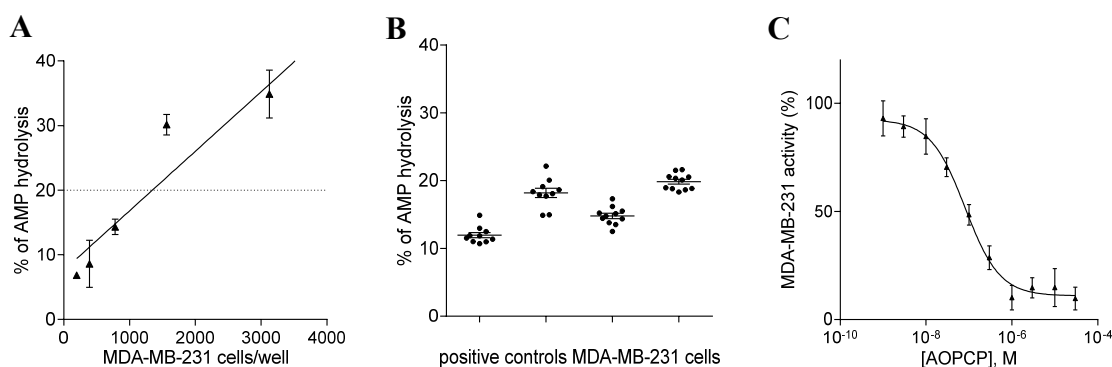 A
% of AMP hydrolysis
40
30
20
10
0
0 1000 2000 3000 4000
MDA-MB-231 cells/well
B
% of AMP hydrolysis
40
30
20
10
0
positive controls MDA-MB-231 cells
C
MDA-MB-231 activity (%)
100
50
0
10-10 10-8 10-6 10-4
[AOPCP], M